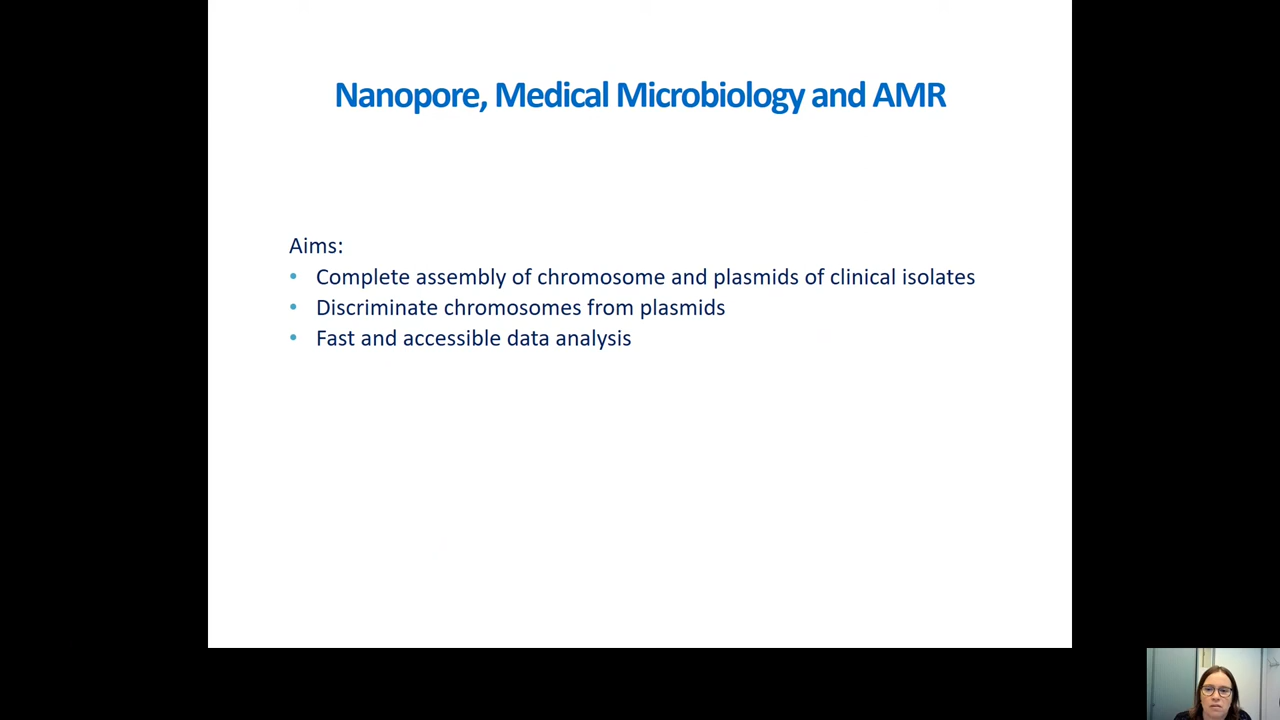 Nanopore, Medical Microbiology and AMR
Aims:
• Complete assembly of chromosome and plasmids of clinical isolates
• Discriminate chromosomes from plasmids
• Fast and accessible data analysis